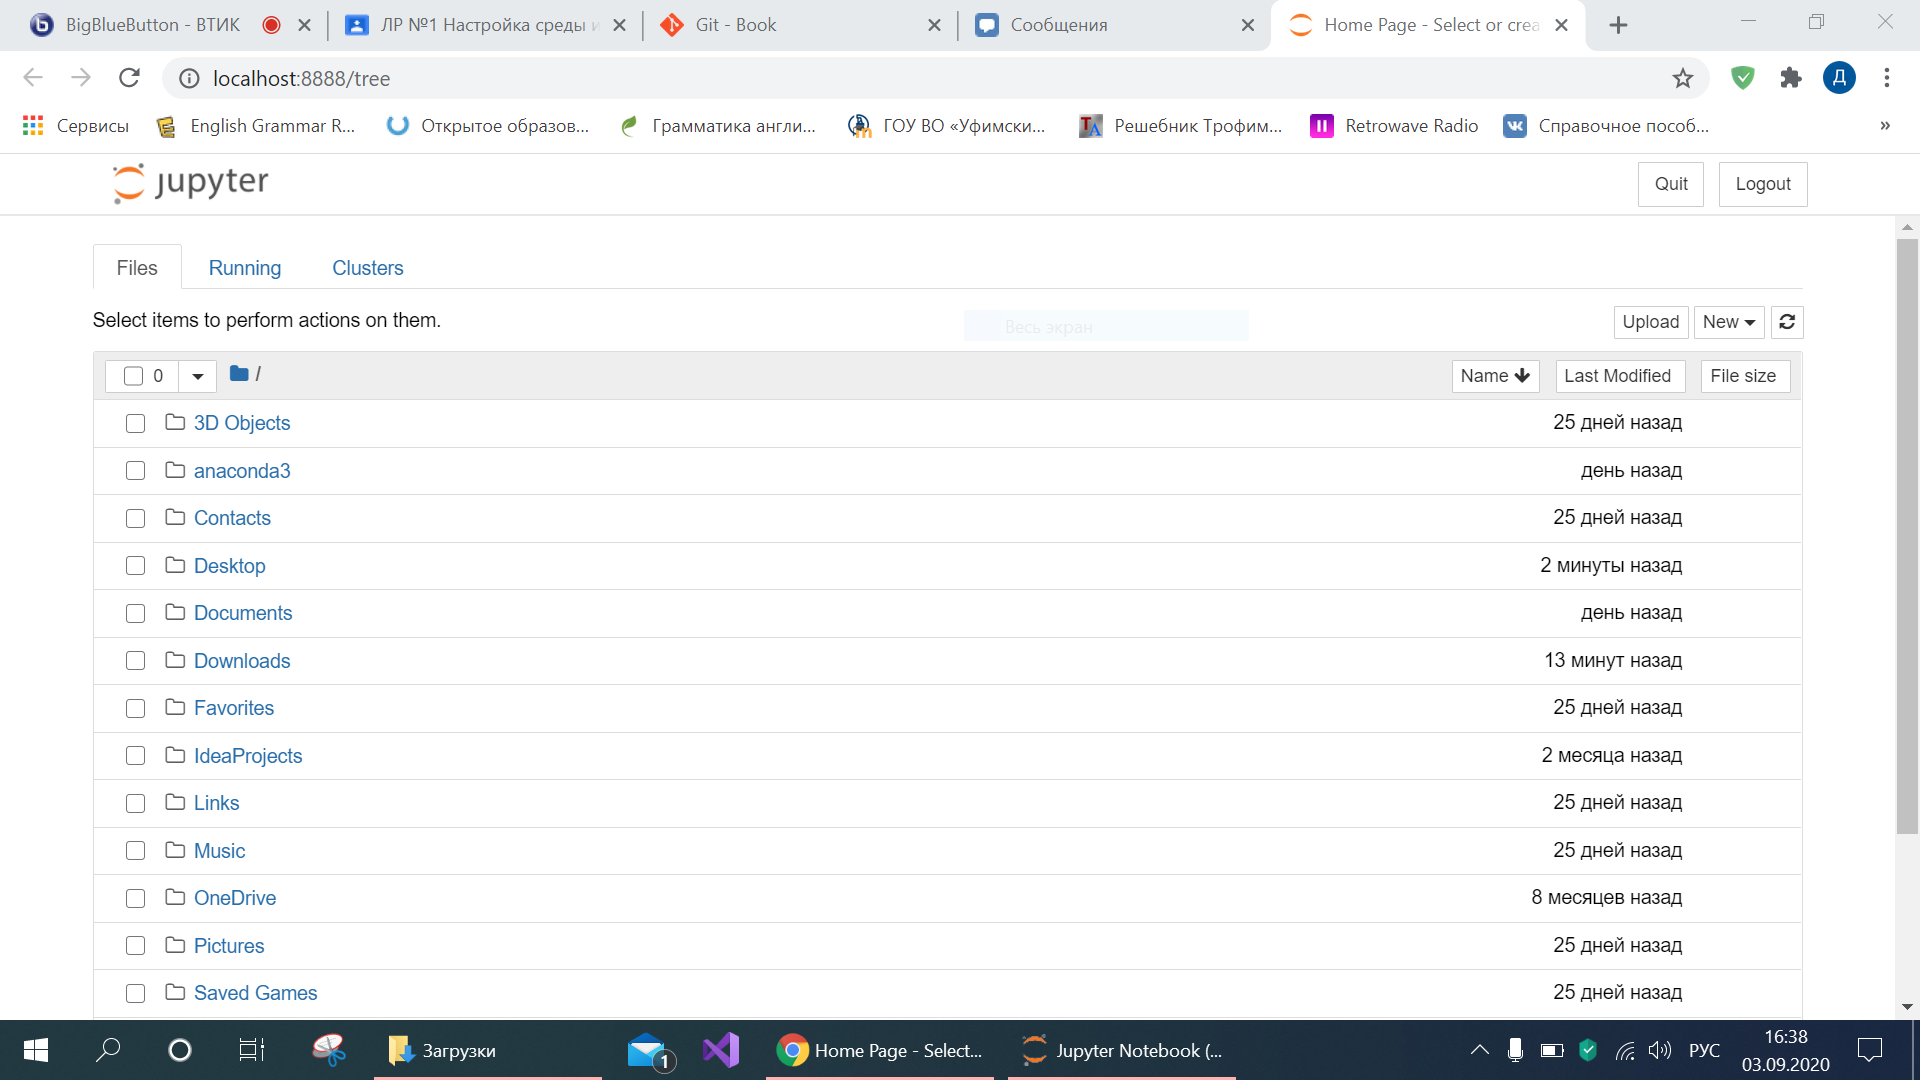 BigBlueButton - ВТИК
ЛР №1 Настройка среды и
Git - Book
Сообщения
Home Page - Select or crea
localhost:8888/tree
Д
Сервисы
English Grammar R...
Открытое образов...
Грамматика англи...
ГОУ ВО «Уфимски...
Решебник Трофим...
Retrowave Radio
Справочное пособ...
»
jupyter
Quit
Logout
Files
Running
Clusters
Select items to perform actions on them.
Весь экран
Upload
New
0
/
Name
Last Modified
File size
3D Objects 25 дней назад
anaconda3 день назад
Contacts 25 дней назад
Desktop 2 минуты назад
Documents день назад
Downloads 13 минут назад
Favorites 25 дней назад
IdeaProjects 2 месяца назад
Links 25 дней назад
Music 25 дней назад
OneDrive 8 месяцев назад
Pictures 25 дней назад
Saved Games 25 дней назад
Загрузки
1
Home Page - Select...
Jupyter Notebook (...
РУС
16:38
03.09.2020